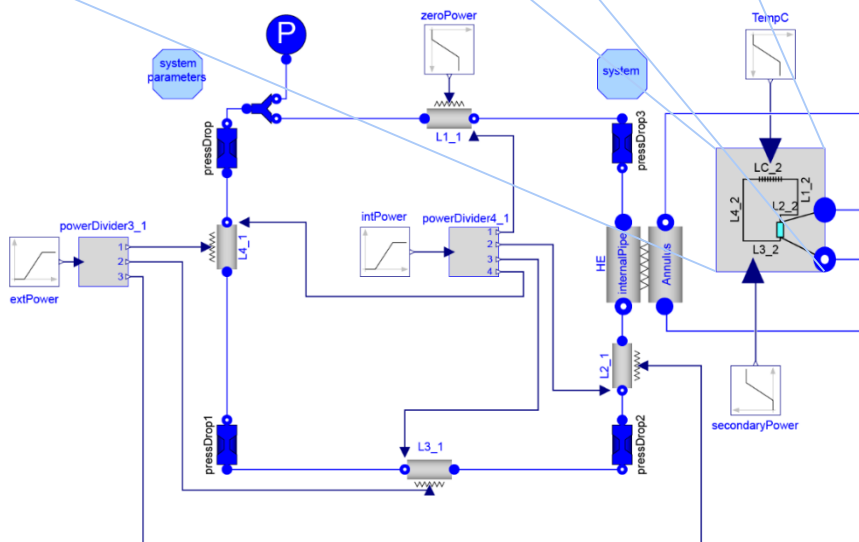 zeroPower
TempC
P
system
parameters
system
pressDrop
L1_1
pressDrop3
LC_2
L1_2
L2_2
L4_2
L3_2
powerDivider3_1
1
2
3
extPower
L4_1
intPower
powerDivider4_1
1
2
3
4
HE
internalPipe
Annulus
L2_1
secondaryPower
pressDrop1
L3_1
pressDrop2